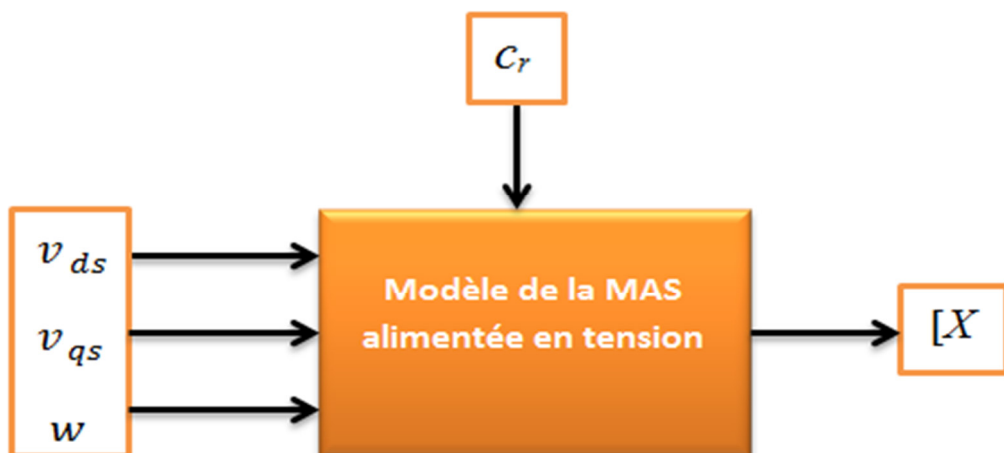 C_r
v_ds
v_qs
w
Modèle de la MAS
alimentée en tension
[X